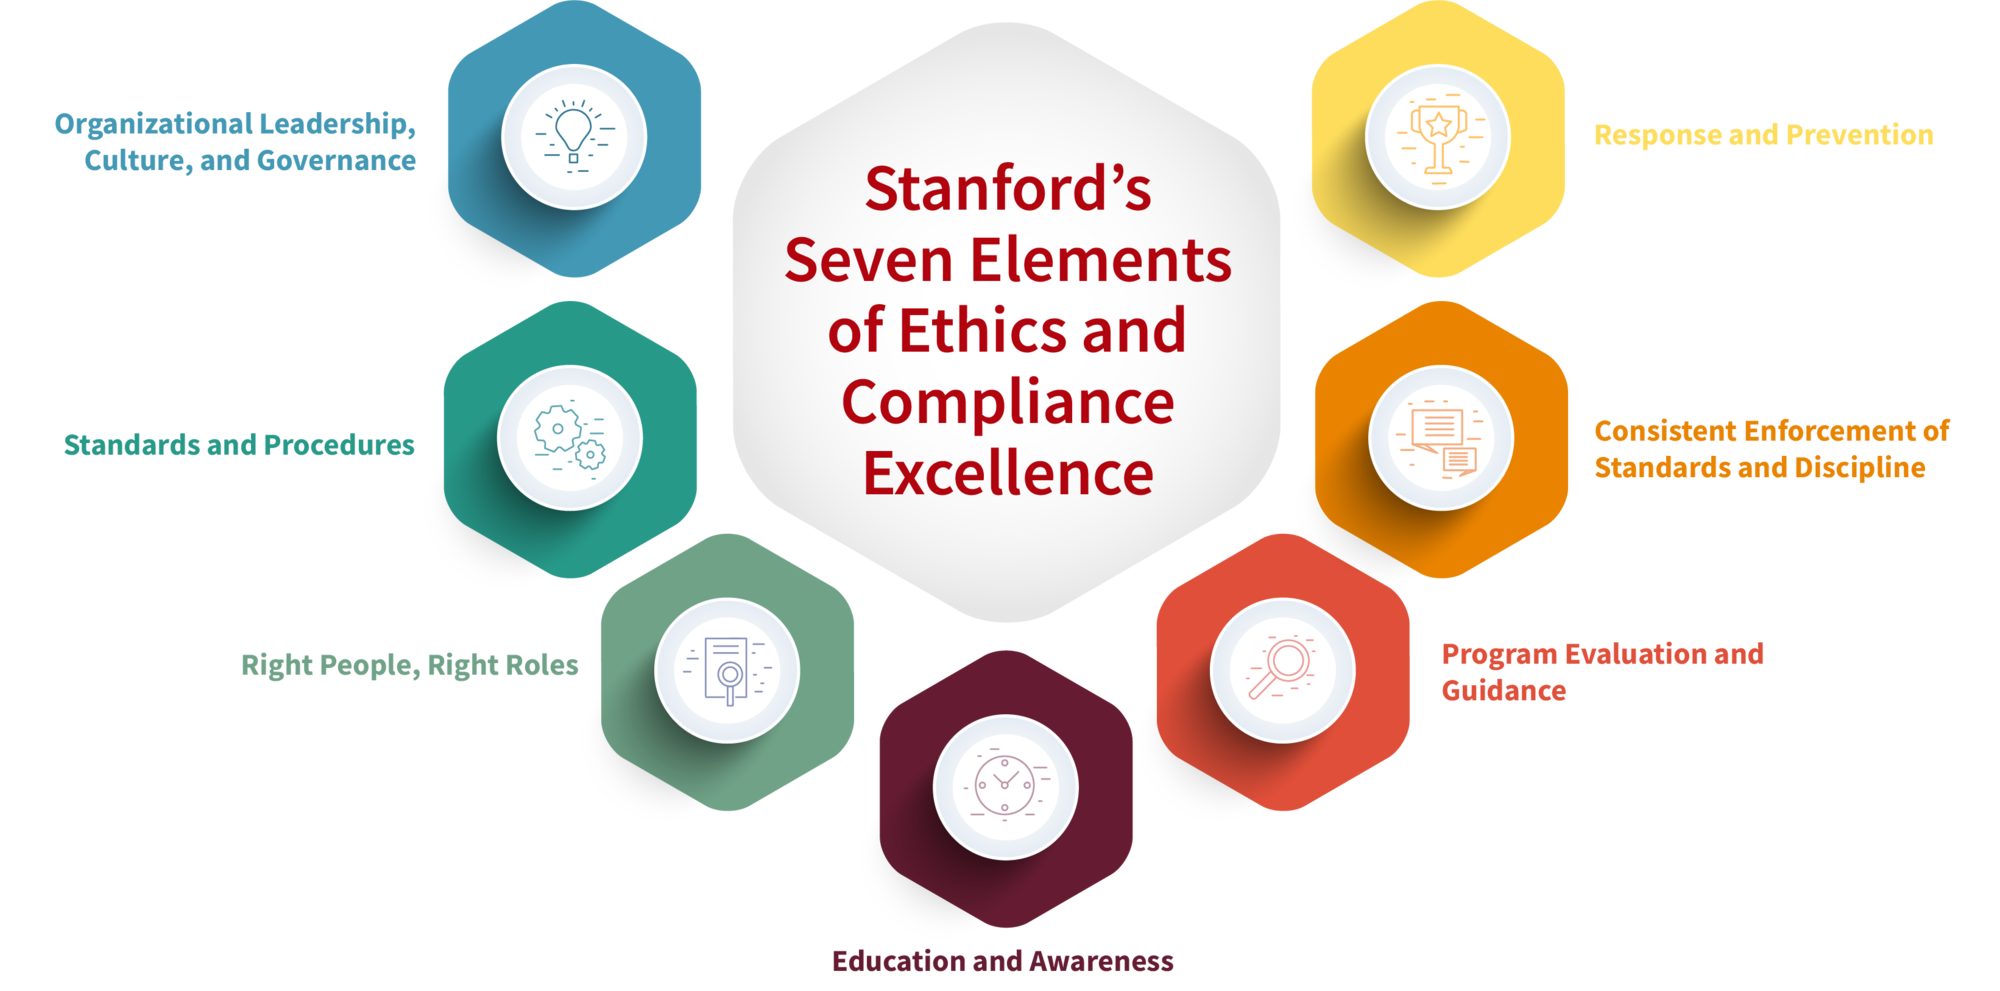 Stanford’s
Seven Elements
of Ethics and
Compliance
Excellence
Organizational Leadership,
Culture, and Governance
Standards and Procedures
Right People, Right Roles
Education and Awareness
Program Evaluation and
Guidance
Consistent Enforcement of
Standards and Discipline
Response and Prevention